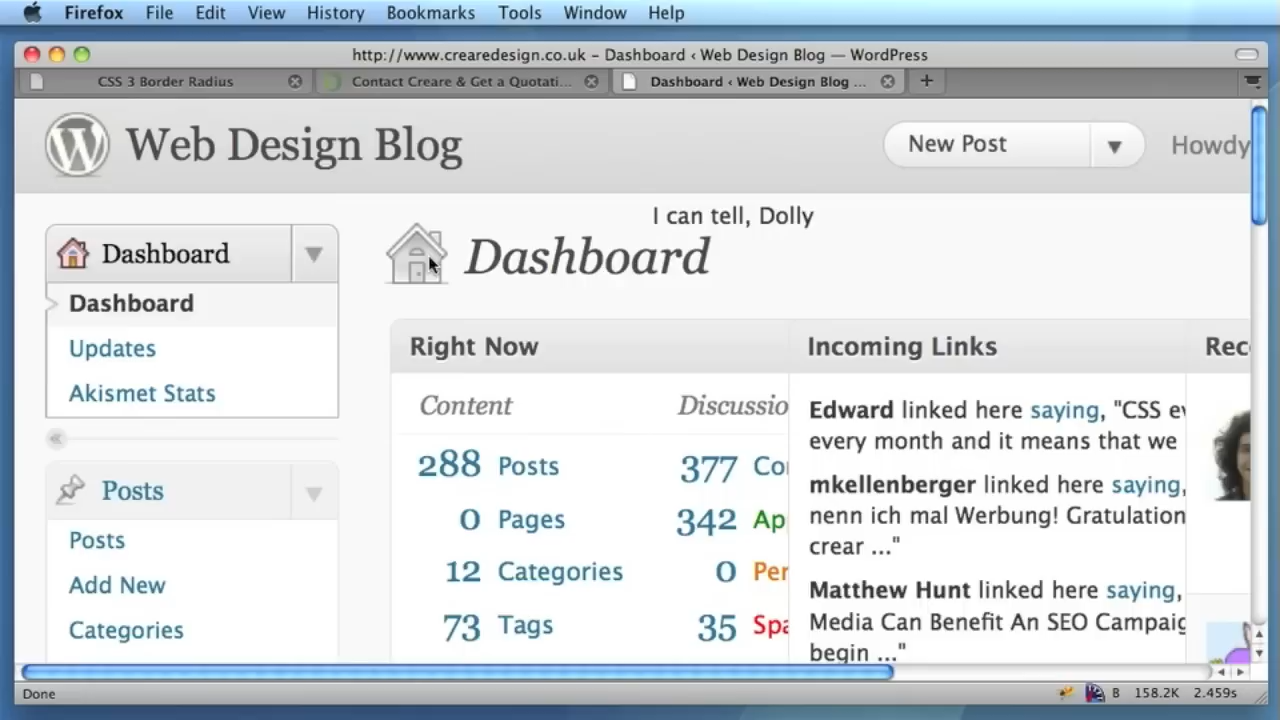 Firefox File Edit View History Bookmarks Tools Window Help
http://www.crearedesign.co.uk – Dashboard ‹ Web Design Blog — WordPress
CSS 3 Border Radius
Contact Creare & Get a Quotati...
Dashboard ‹ Web Design Blog ...
Web Design Blog
New Post
Howdy
I can tell, Dolly
Dashboard
Dashboard
Updates
Akismet Stats
Posts
Posts
Add New
Categories
Dashboard
Right Now
Content
Discussio
288 Posts
377 Co
0 Pages
342 Ap
12 Categories
0 Per
73 Tags
35 Spa
Incoming Links
Edward linked here saying, "CSS ev
every month and it means that we
mkellenberger linked here saying,
nenn ich mal Werbung! Gratulation
crear ..."
Matthew Hunt linked here saying,
Media Can Benefit An SEO Campaig
begin ..."
Rec
Done
B 158.2K 2.459s